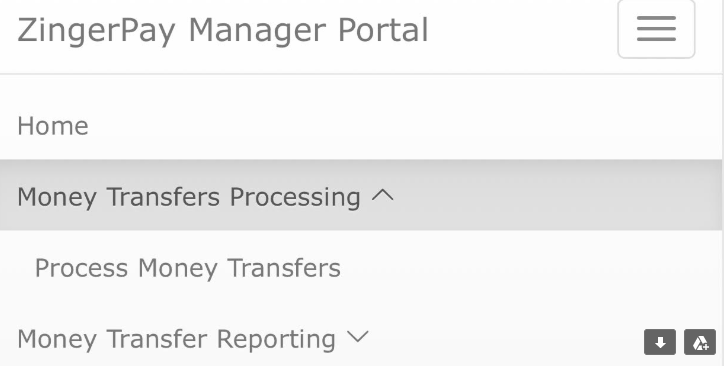 ZingerPay Manager Portal
Home
Money Transfers Processing
Process Money Transfers
Money Transfer Reporting